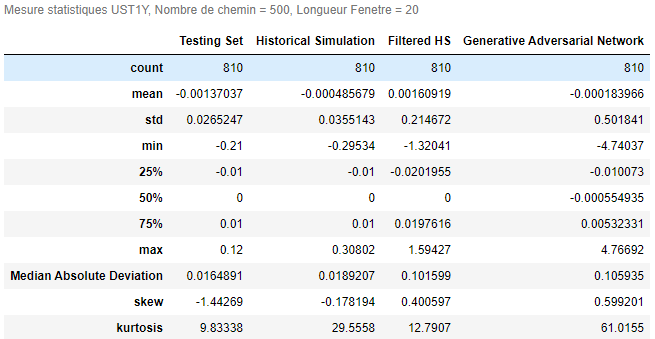 Mesure statistiques UST1Y, Nombre de chemin = 500, Longueur Fenetre = 20
Testing Set Historical Simulation Filtered HS Generative Adversarial Network
count 810 810 810 810
mean -0.00137037 -0.000485679 0.00160919 -0.000183966
std 0.0265247 0.0355143 0.214672 0.501841
min -0.21 -0.29534 -1.32041 -4.74037
25% -0.01 -0.01 -0.0201955 -0.010073
50% 0 0 0 -0.000554935
75% 0.01 0.01 0.0197616 0.00532331
max 0.12 0.30802 1.59427 4.76692
Median Absolute Deviation 0.0164891 0.0189207 0.101599 0.105935
skew -1.44269 -0.178194 0.400597 0.599201
kurtosis 9.83338 29.5558 12.7907 61.0155